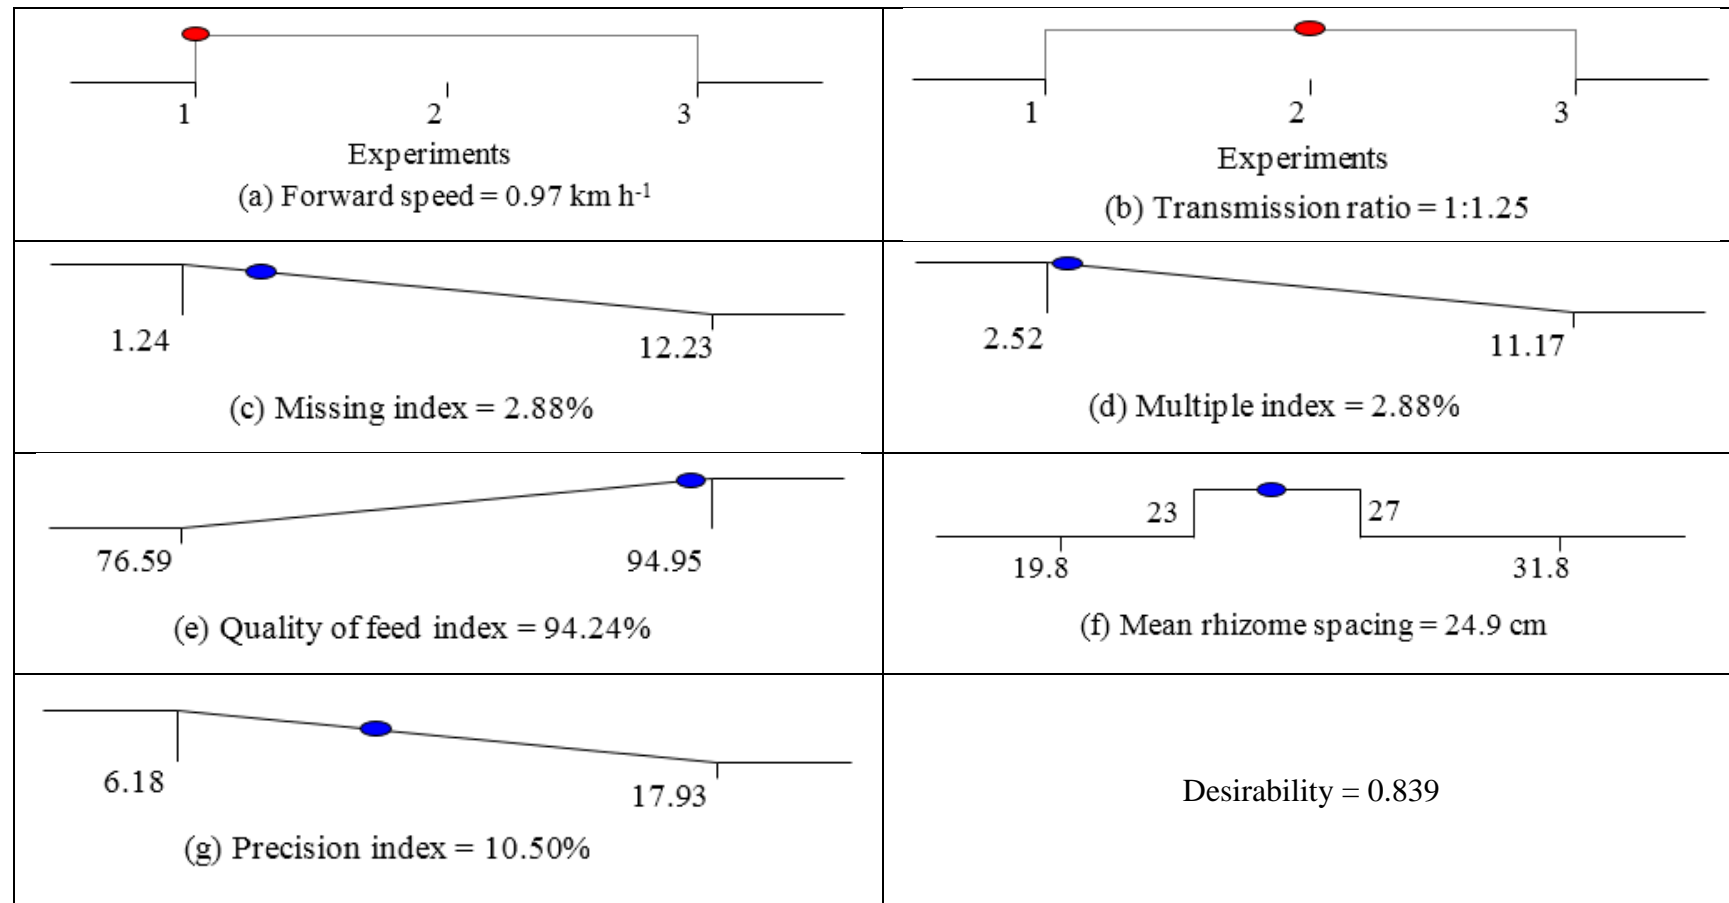 1 2 3
Experiments
(a) Forward speed = 0.97 km h-1
1 2 3
Experiments
(b) Transmission ratio = 1:1.25
1.24 12.23
(c) Missing index = 2.88%
2.52 11.17
(d) Multiple index = 2.88%
76.59 94.95
(e) Quality of feed index = 94.24%
23 27
19.8 31.8
(f) Mean rhizome spacing = 24.9 cm
6.18 17.93
(g) Precision index = 10.50%
Desirability = 0.839